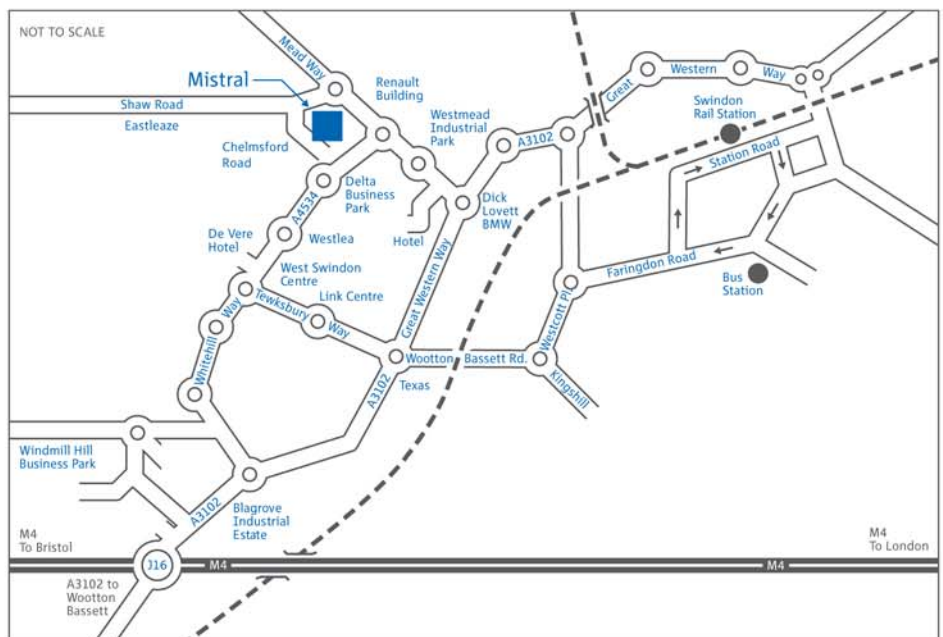 NOT TO SCALE
Mead Way
Mistral
Renault
Building
Shaw Road
Eastleaze
Chelmsford
Road
Westmead
Industrial
Park
A3102
Great
Western
Way
Swindon
Rail Station
Station Road
Delta
Business
Park
A4534
Dick
Lovett
BMW
De Vere
Hotel
Westlea
Hotel
West Swindon
Centre
Link Centre
Tewksbury
Way
Great Western Way
Faringdon Road
Bus
Station
Westcott Pl
Whitehill
Way
Wootton
Bassett Rd.
Texas
A3102
Kingshill
Windmill Hill
Business Park
A3102
Blagrove
Industrial
Estate
M4
To Bristol
M4
To London
J16
M4
M4
A3102 to
Wootton
Bassett